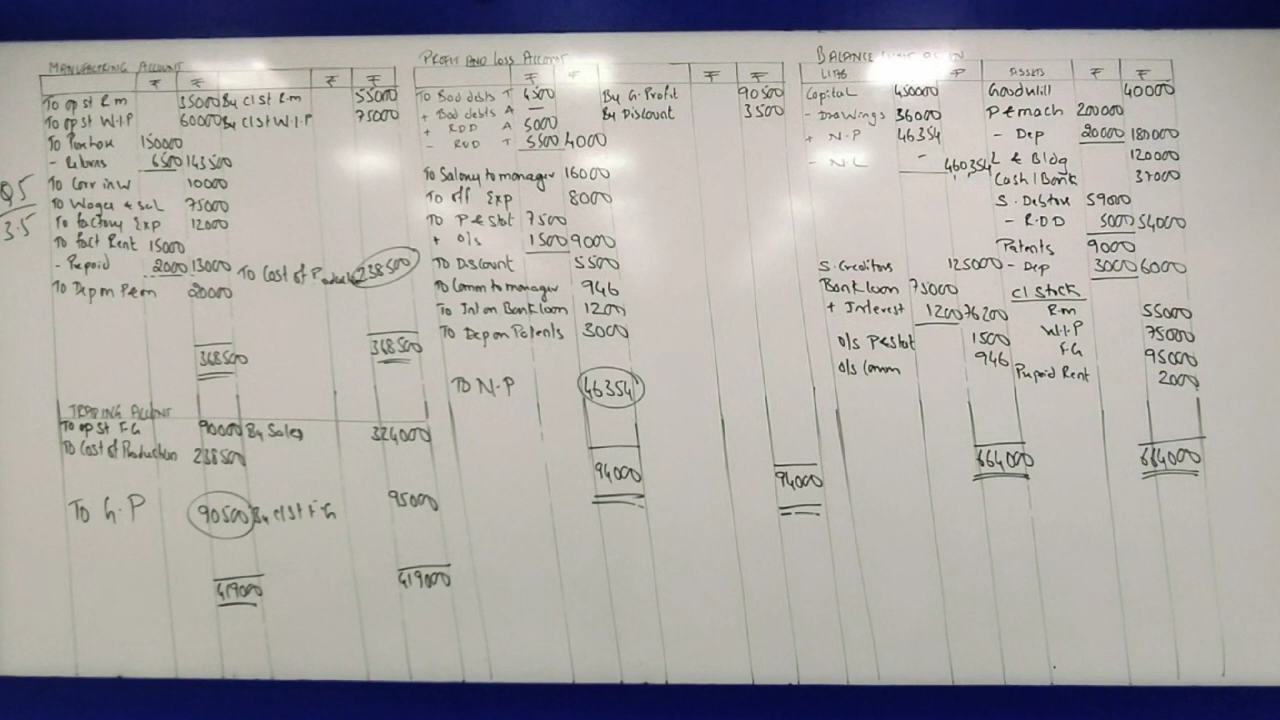 MANUFACTURING ACCOUNT
₹ ₹ ₹ ₹
To op st R m 35000 By cl st R.m 55000
To op st W.I.P 60000 By cl st W.I.P 75000
To Purchase 150000
- Returns 6500 143500
To Carr inw 10000
To Wages & sal 75000
To factory Exp 12000
To fact Rent 15000
- Prepaid 2000 13000 To Cost of Production 238500
To Dep m Pem 20000
368500 368500
Q5
3.5
TRADING ACCOUNT
To op st F.G 90000 By Sales 324000
To Cost of Production 238500
To G.P 90500 By cl St F.G 95000
419000 419000
PROFIT AND LOSS ACCOUNT
₹ ₹ ₹ ₹
To Bad debts T 4500 By G. Profit 90500
+ Bad debts A — By Discount 3500
+ RDD A 5000
- RDD T 5500 4000
To Salary to manager 16000
To off Exp 8000
To P & Stat 7500
+ o/s 1500 9000
To Discount 5500
To Comm to manager 946
To Int on Bank loan 1200
To Dep on Patents 3000
To N.P 46354
94000 94000
BALANCE
LIAB ₹ ASSETS ₹ ₹
Capital 450000 Goodwill 40000
- Drawings 36000 P & mach 200000
+ N.P 46354 - Dep 20000 180000
- N.L - 460354 L & Bldg 120000
Cash / Bank 37000
S. Debtors 59000
- R.D.D 5000 54000
Patents 9000
S. Creditors 125000 - Dep 3000 6000
Bank loan 75000 cl stock
+ Interest 1200 76200 R.m 55000
o/s P&stat 1500 W.I.P 75000
o/s Comm 946 F.G 95000
Prepaid Rent 2000
664000 664000